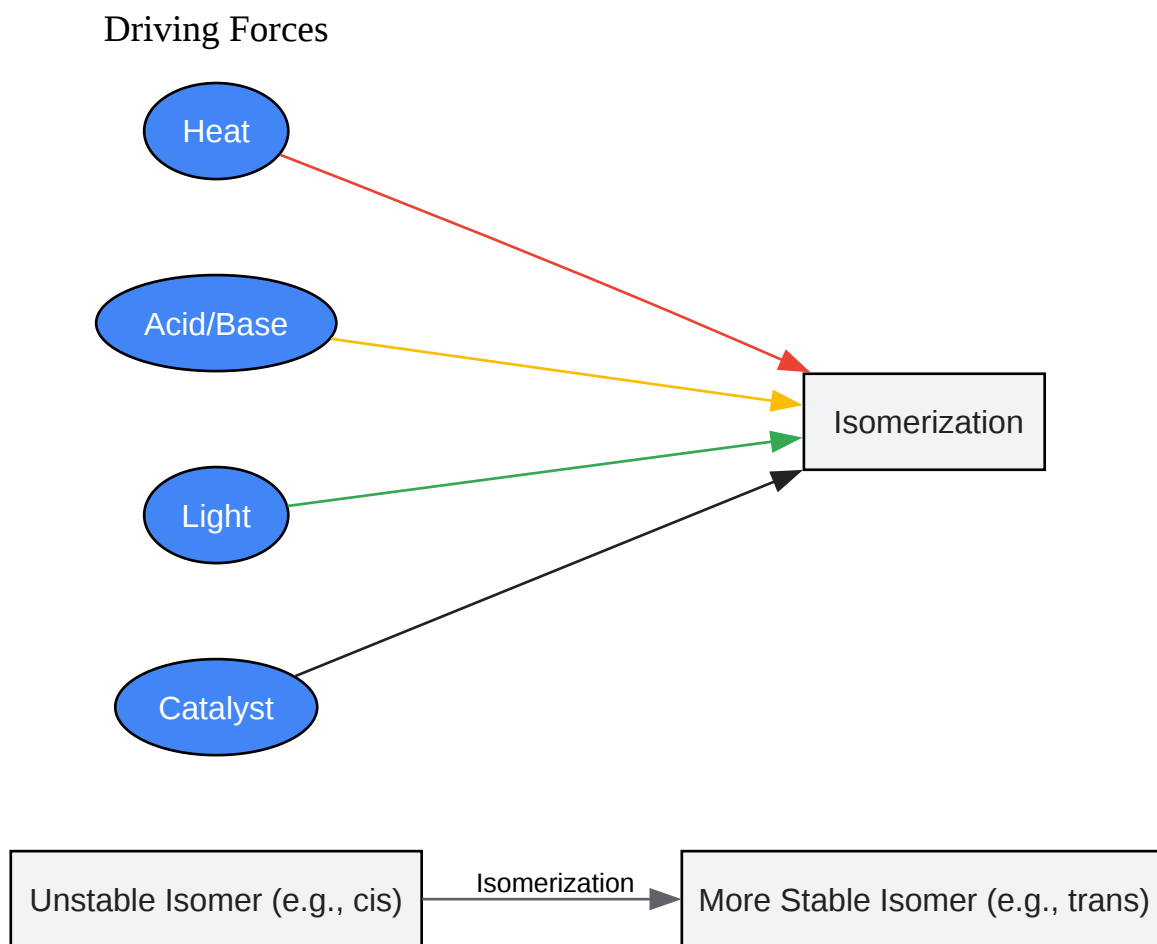 Driving Forces
Heat
Acid/Base
Isomerization
Light
Catalyst
Unstable Isomer (e.g., cis)
Isomerization
More Stable Isomer (e.g., trans)